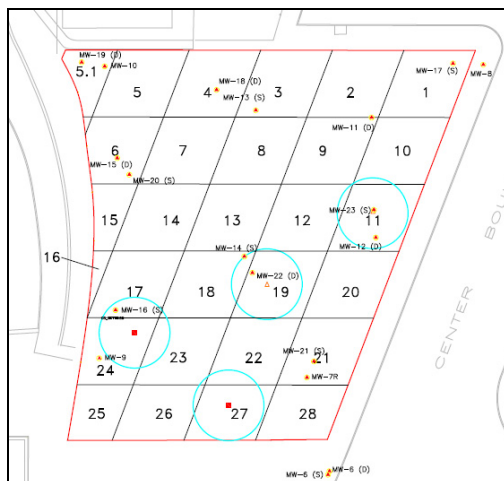 MW-19 (D)
MW-10
5.1
5
MW-18 (D)
4
MW-13 (S)
3
2
MW-17 (S)
MW-8
1
MW-11 (D)
6
MW-15 (D)
MW-20 (S)
7
8
9
10
15
14
13
12
MW-23 (S)
11
MW-12 (D)
16
MW-14 (S)
MW-22 (D)
17
18
19
20
MW-16 (S)
MW-9
24
23
22
MW-21 (S)
21
MW-7R
25
26
27
28
MW-6 (D)
MW-6 (S)
CENTER